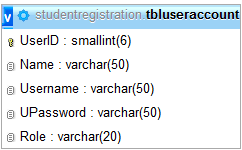 v studentregistration.tbluseraccount
UserID : smallint(6)
Name : varchar(50)
Username : varchar(50)
UPassword : varchar(50)
Role : varchar(20)